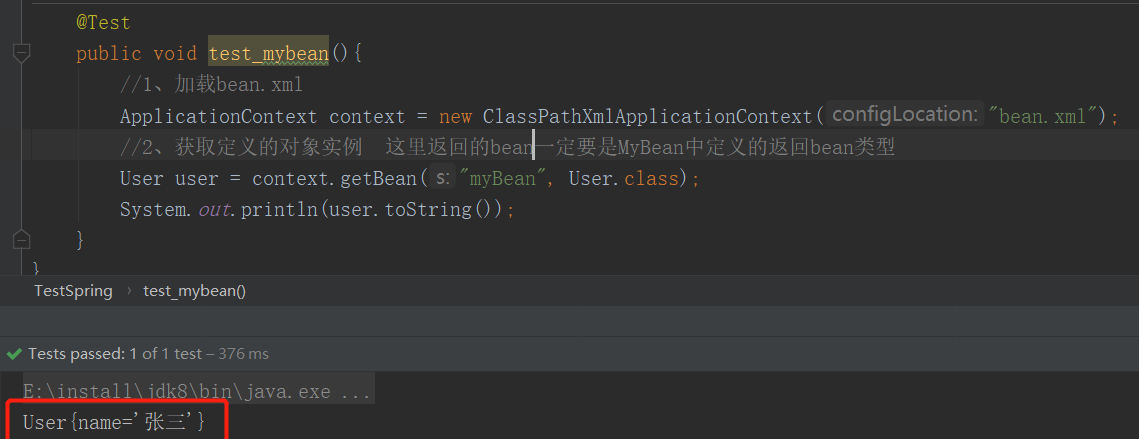 @Test
public void test_mybean(){
//1、加载bean.xml
ApplicationContext context = new ClassPathXmlApplicationContext( configLocation: "bean.xml");
//2、获取定义的对象实例  这里返回的bean一定要是MyBean中定义的返回bean类型
User user = context.getBean( s: "myBean", User.class);
System.out.println(user.toString());
}
}
TestSpring › test_mybean()
Tests passed: 1 of 1 test – 376 ms
E:\install\jdk8\bin\java.exe ...
User{name='张三'}